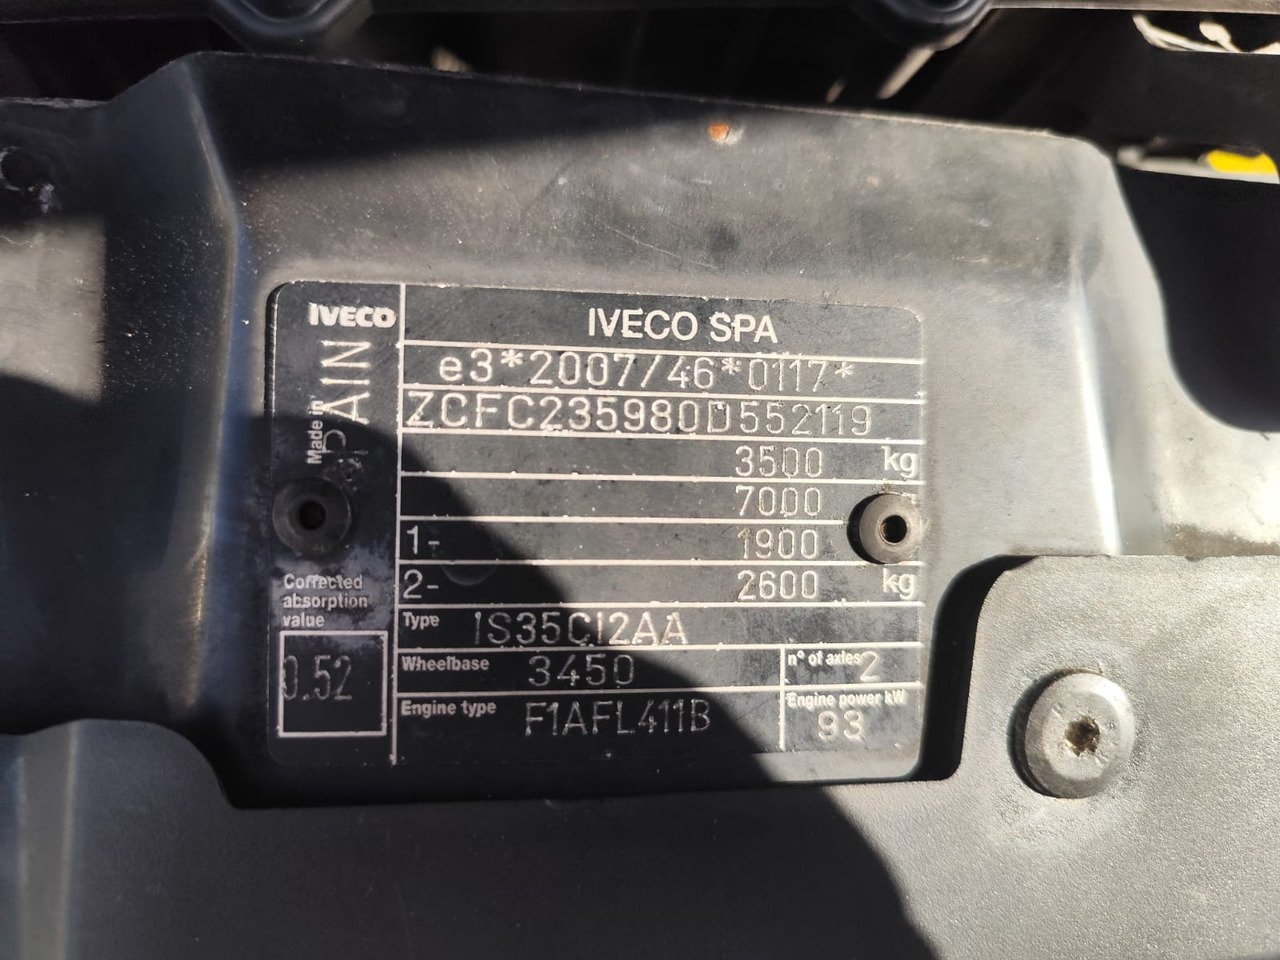 IVECO
Made in SPAIN
IVECO SPA
e3*2007/46*0117*
ZCFC235980D552119
3500 kg
7000
1- 1900
2- 2600 kg
Type IS35CI2AA
Wheelbase 3450
n° of axles 2
Engine type F1AFL411B
Engine power kW
93
Corrected
absorption
value
0.52